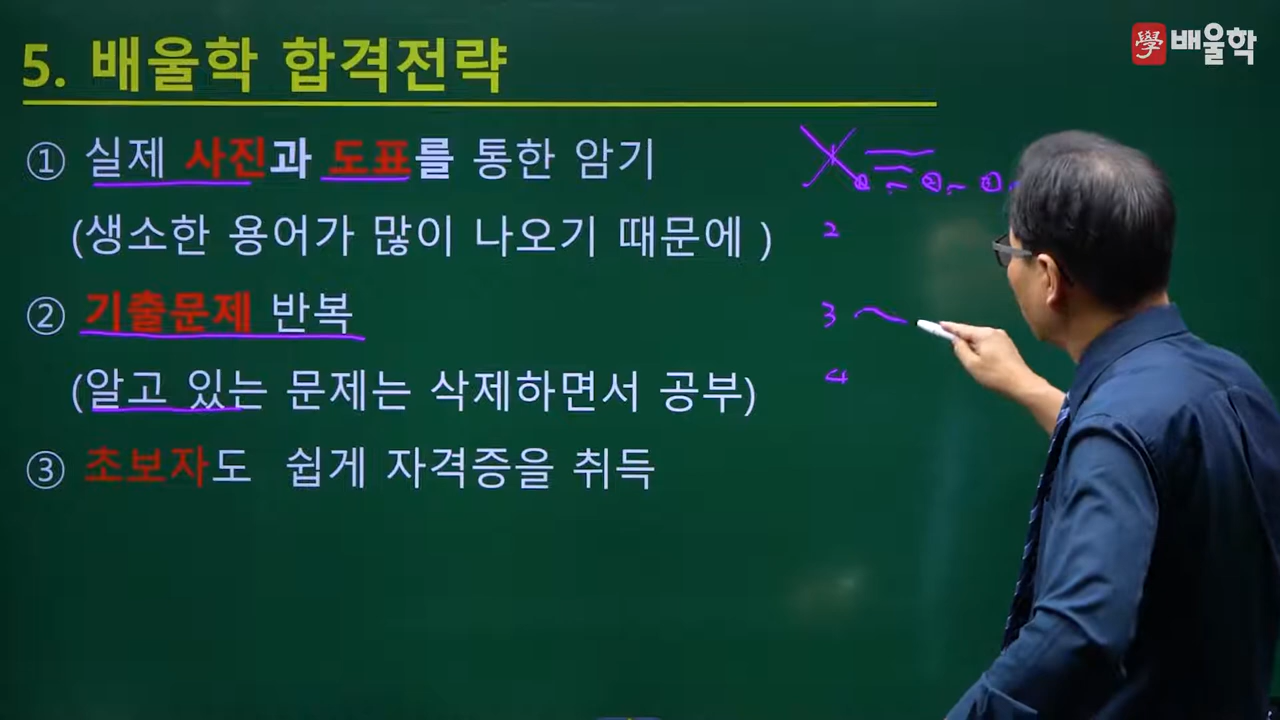 5. 배울학 합격전략
學 배울학
① 실제 사진과 도표를 통한 암기
(생소한 용어가 많이 나오기 때문에 )
2
② 기출문제 반복
3
(알고 있는 문제는 삭제하면서 공부)
4
③ 초보자도 쉽게 자격증을 취득